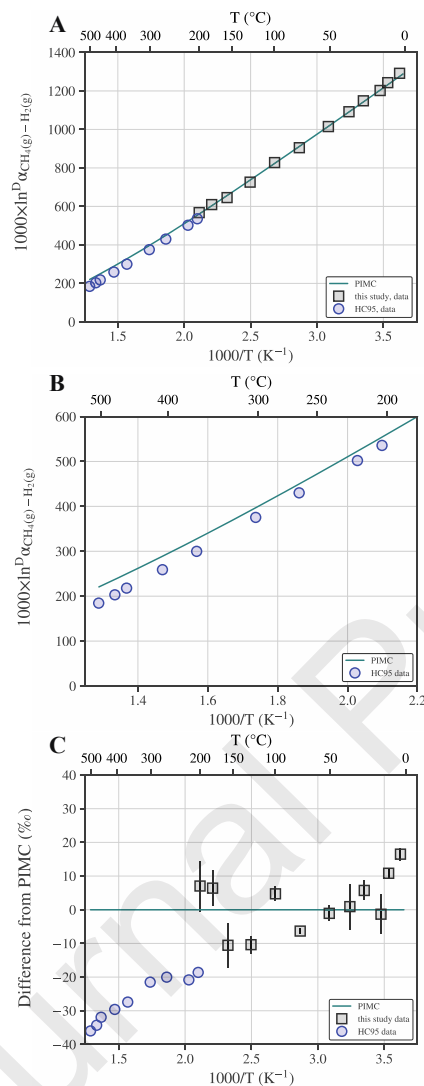 A
T (°C)
500 400 300 200 150 100 50 0
1400
1200
1000
800
600
400
200
0
1000×lnᴰα_CH₄(g) − H₂(g)
PIMC
this study, data
HC95, data
1.5 2.0 2.5 3.0 3.5
1000/T (K⁻¹)
B
T (°C)
500 400 300 200
600
500
400
300
200
100
0
1000×lnᴰα_CH₄(g) − H₂(g)
PIMC
HC95 data
1.4 1.6 1.8 2.0 2.2
1000/T (K⁻¹)
C
T (°C)
500 400 300 200 150 100 50 0
40
30
20
10
0
−10
−20
−30
−40
Difference from PIMC (‰)
PIMC
this study data
HC95 data
1.5 2.0 2.5 3.0 3.5
1000/T (K⁻¹)